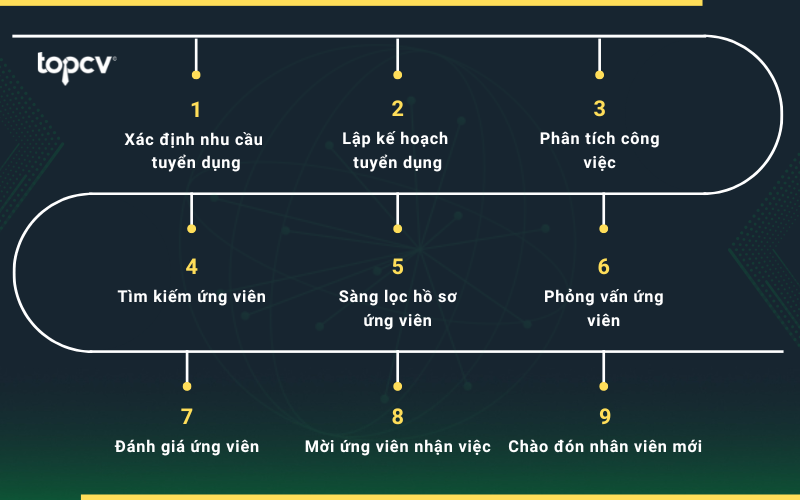 topcv
1
Xác định nhu cầu
tuyển dụng
2
Lập kế hoạch
tuyển dụng
3
Phân tích công
việc
4
Tìm kiếm ứng viên
5
Sàng lọc hồ sơ
ứng viên
6
Phỏng vấn ứng
viên
7
Đánh giá ứng viên
8
Mời ứng viên nhận việc
9
Chào đón nhân viên mới